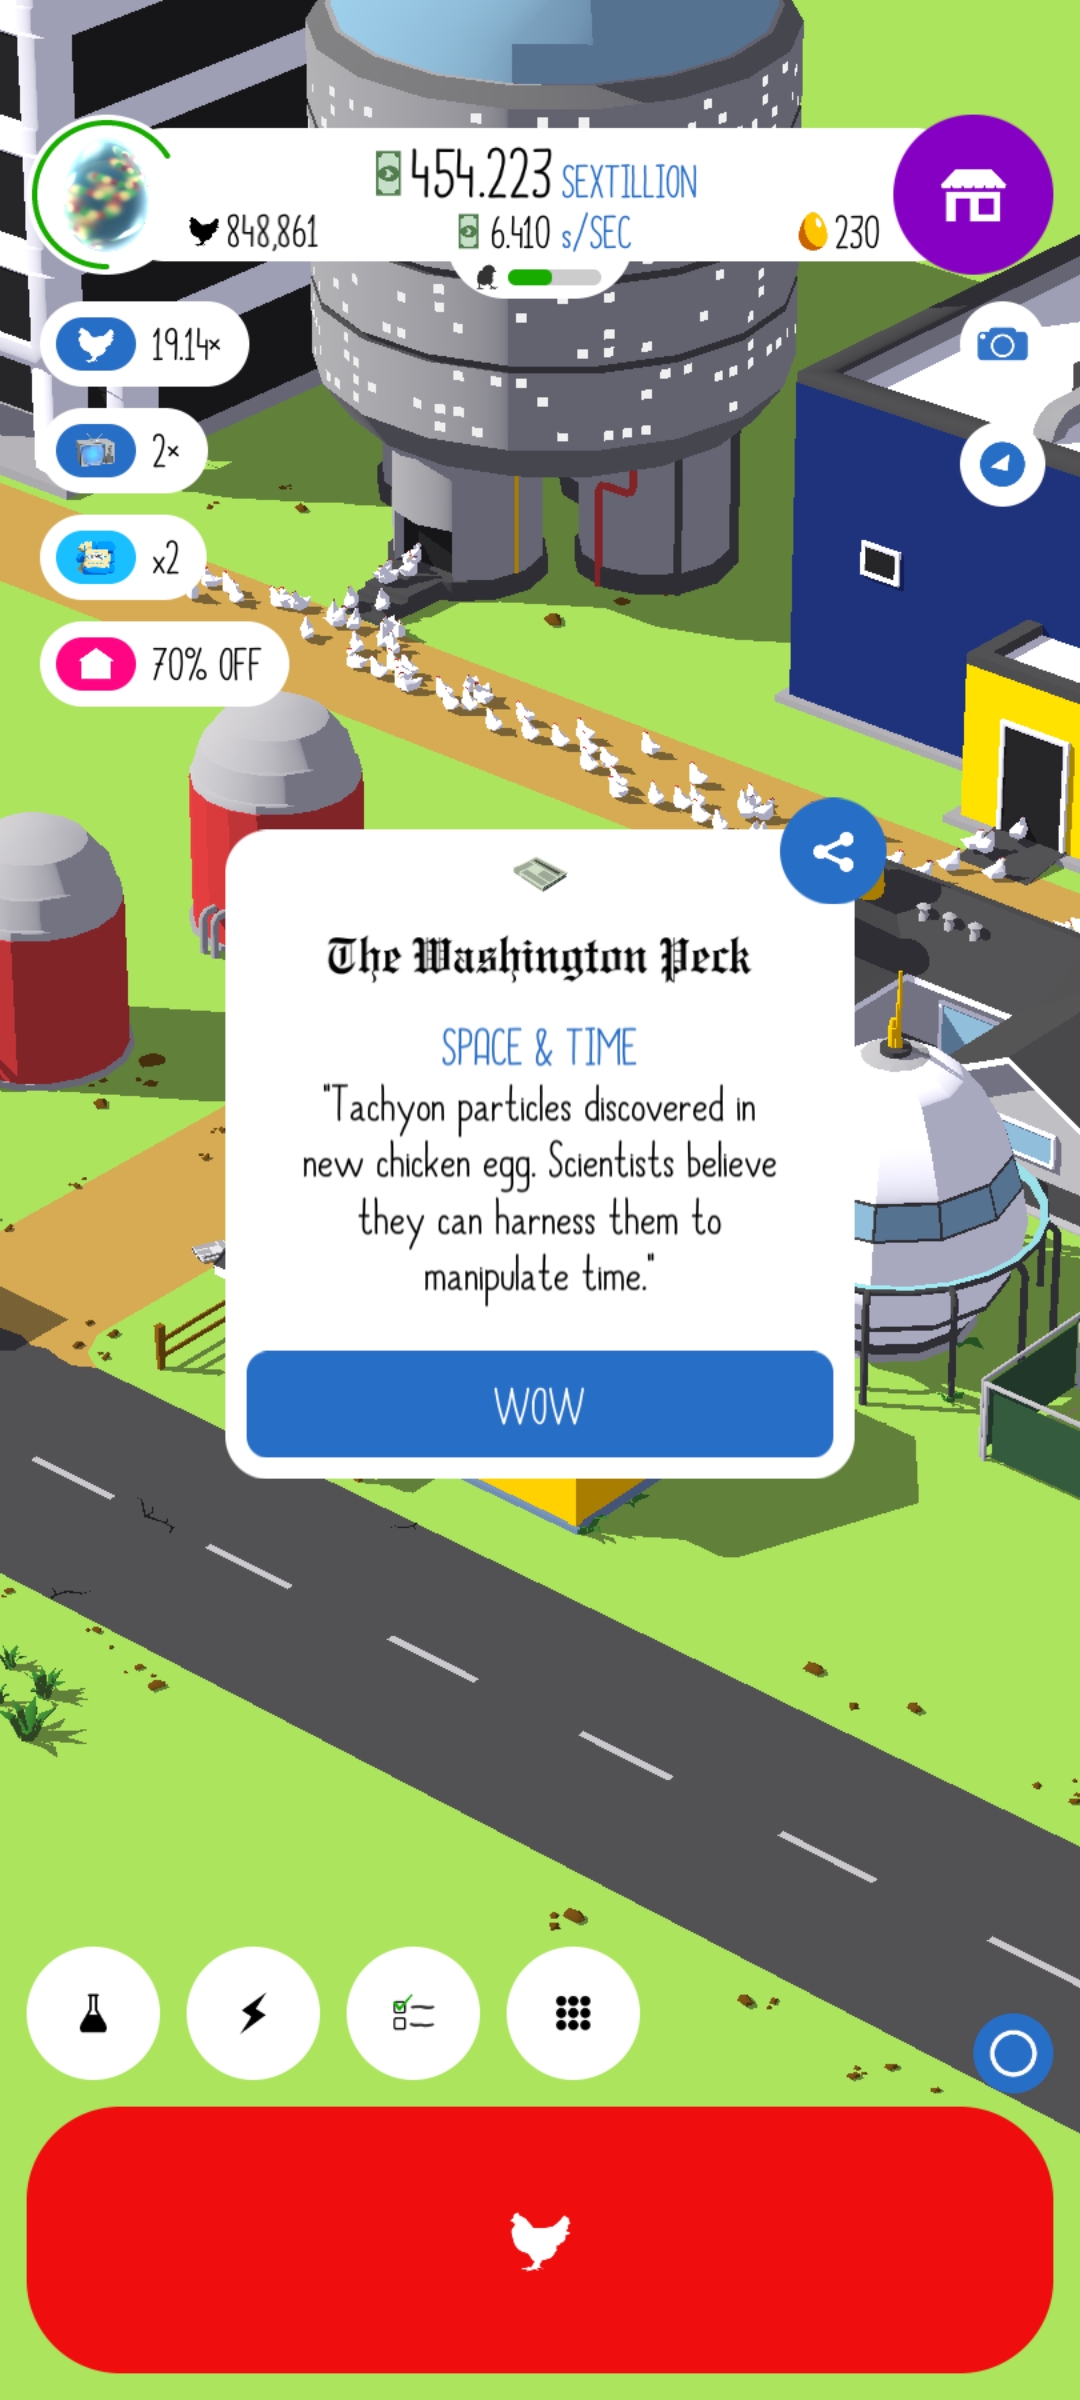 454.223 SEXTILLION
848,861
6.410 s/SEC
230
19.14×
2×
x2
70% OFF
The Washington Peck
SPACE & TIME
"Tachyon particles discovered in
new chicken egg. Scientists believe
they can harness them to
manipulate time."
WOW